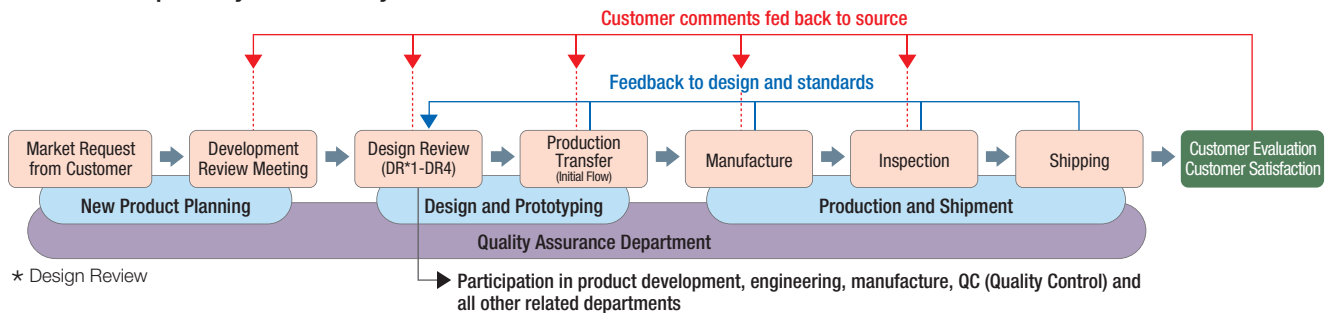 Customer comments fed back to source
Feedback to design and standards
Market Request
from Customer
Development
Review Meeting
Design Review
(DR*1-DR4)
Production
Transfer
(Initial Flow)
Manufacture
Inspection
Shipping
Customer Evaluation
Customer Satisfaction
New Product Planning
Design and Prototyping
Production and Shipment
Quality Assurance Department
* Design Review
Participation in product development, engineering, manufacture, QC (Quality Control) and
all other related departments